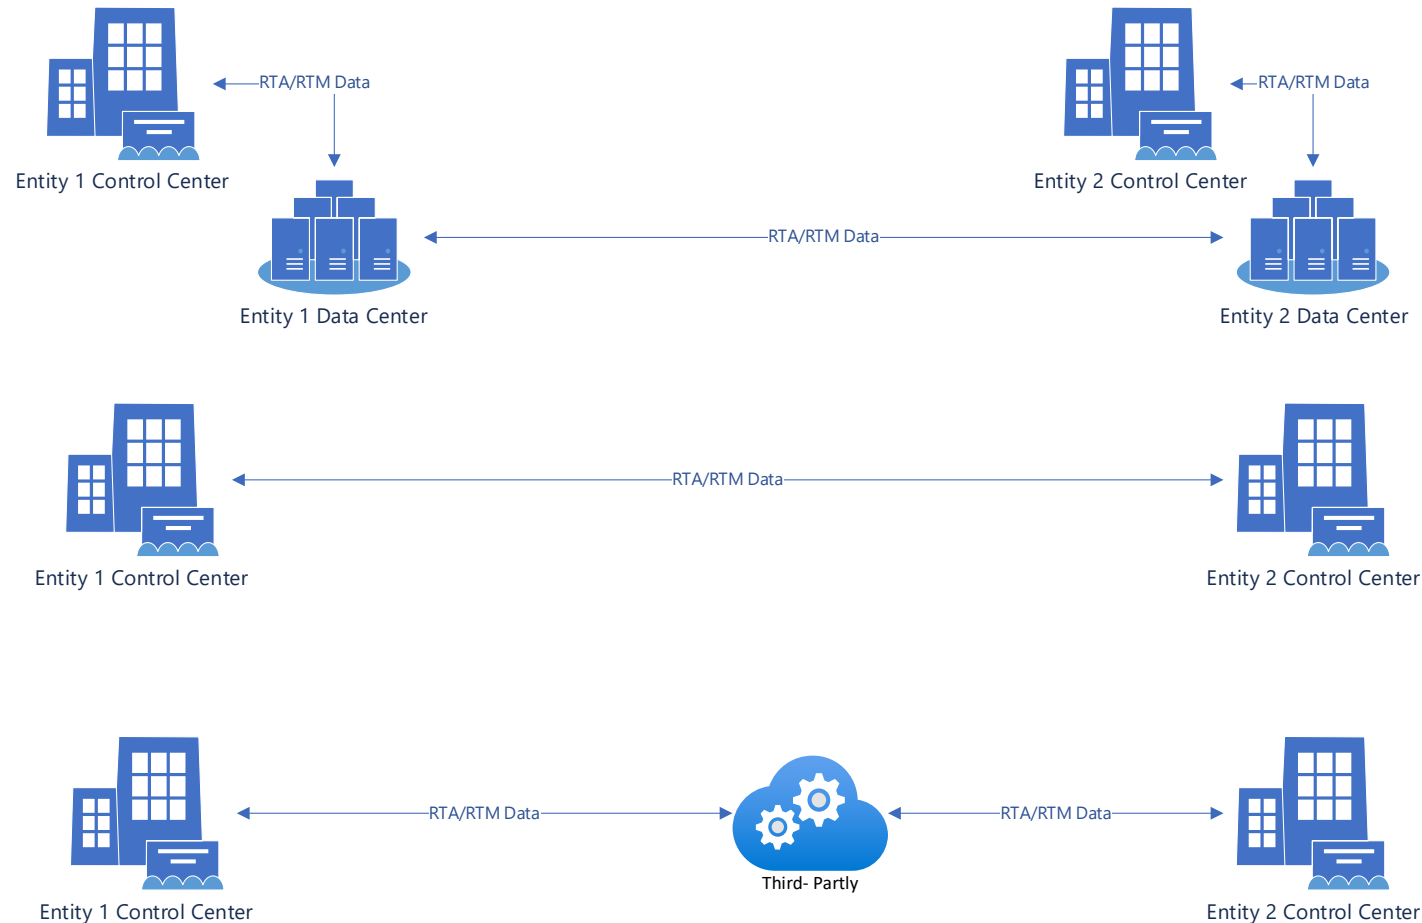 RTA/RTM Data
RTA/RTM Data
Entity 1 Control Center
Entity 2 Control Center
RTA/RTM Data
Entity 1 Data Center
Entity 2 Data Center
RTA/RTM Data
Entity 1 Control Center
Entity 2 Control Center
RTA/RTM Data
RTA/RTM Data
Third- Partly
Entity 1 Control Center
Entity 2 Control Center